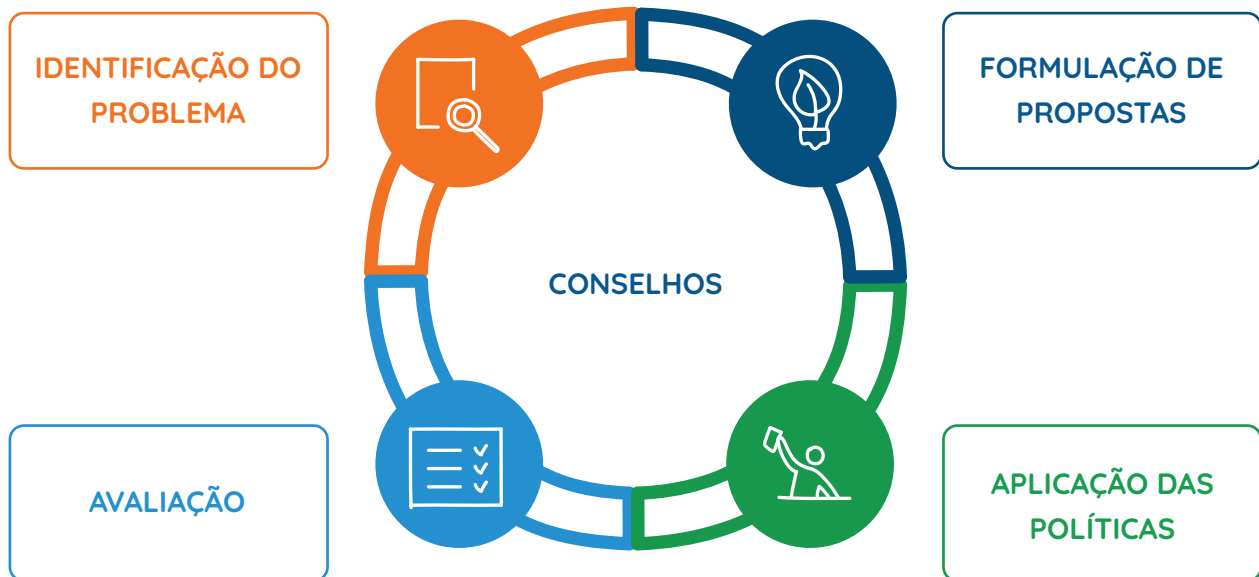 IDENTIFICAÇÃO DO
PROBLEMA
FORMULAÇÃO DE
PROPOSTAS
CONSELHOS
AVALIAÇÃO
APLICAÇÃO DAS
POLÍTICAS